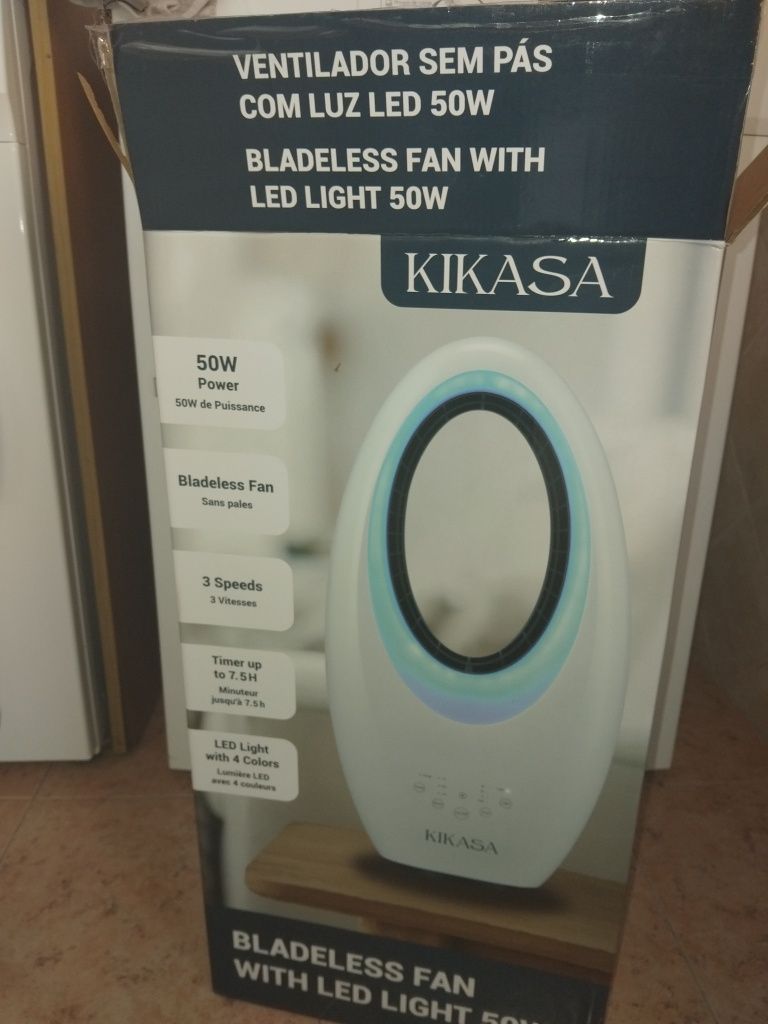 VENTILADOR SEM PÁS
COM LUZ LED 50W
BLADELESS FAN WITH
LED LIGHT 50W
KIKASA
50W
Power
50W de Puissance
Bladeless Fan
Sans pales
3 Speeds
3 Vitesses
Timer up
to 7.5H
Minuteur
jusqu'à 7.5h
LED Light
with 4 Colors
Lumière LED
avec 4 couleurs
KIKASA
BLADELESS FAN
WITH LED LIGHT 50W